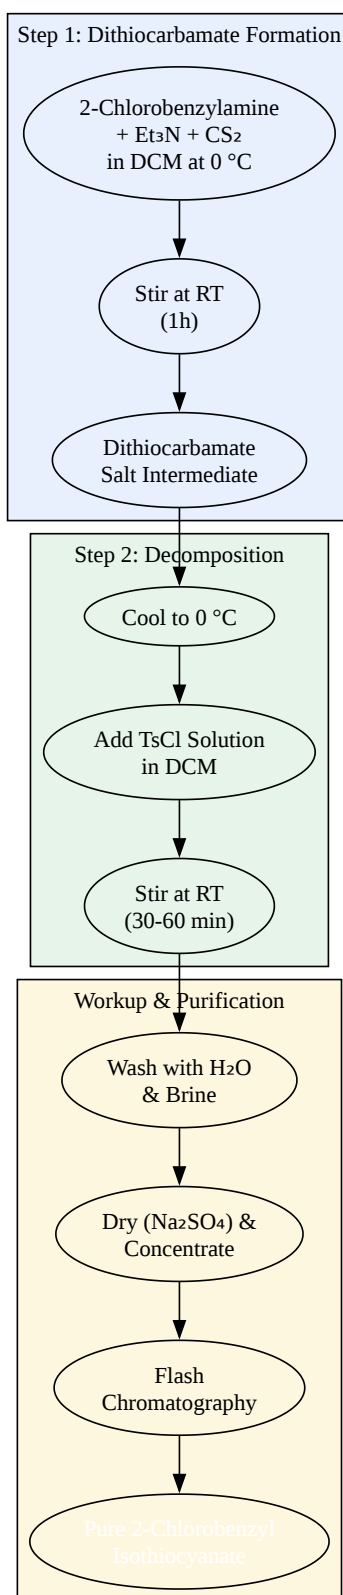 Step 1: Dithiocarbamate Formation
2-Chlorobenzylamine
+ Et₃N + CS₂
in DCM at 0 °C
Stir at RT
(1h)
Dithiocarbamate
Salt Intermediate
Step 2: Decomposition
Cool to 0 °C
Add TsCl Solution
in DCM
Stir at RT
(30-60 min)
Workup & Purification
Wash with H₂O
& Brine
Dry (Na₂SO₄) &
Concentrate
Flash
Chromatography
Pure 2-Chlorobenzyl
Isothiocyanate